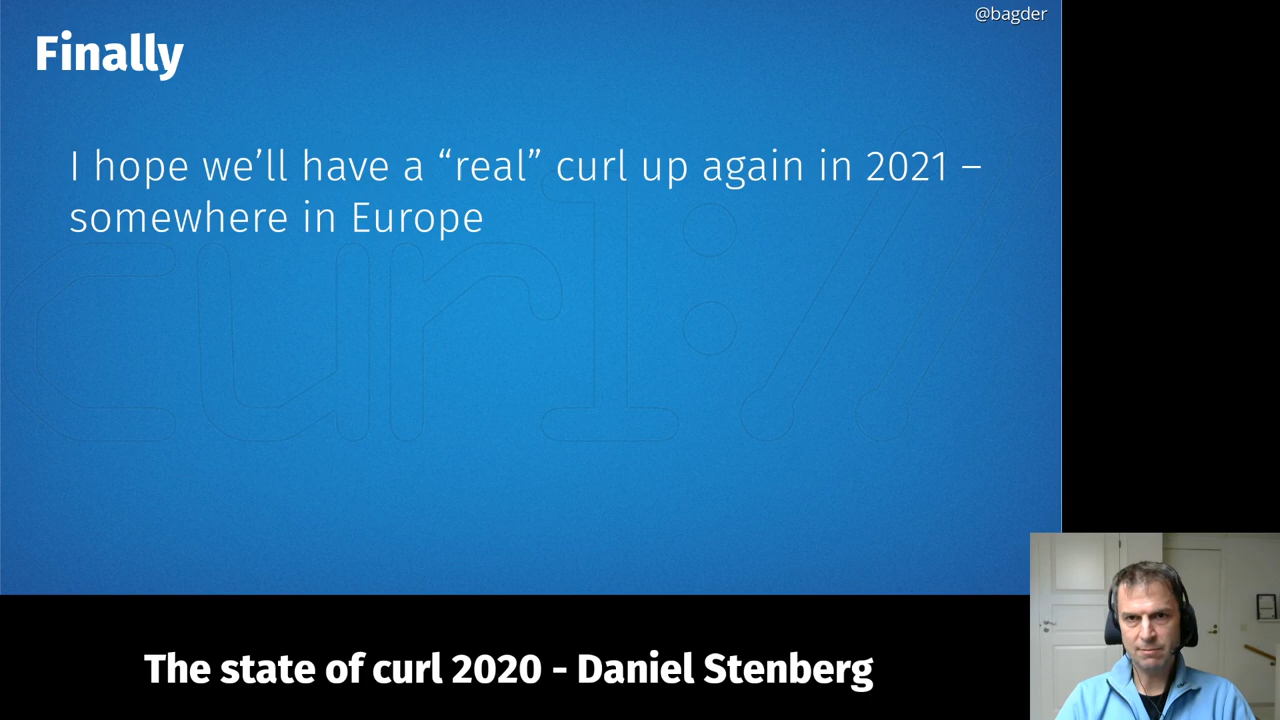 @bagder
Finally
I hope we’ll have a “real” curl up again in 2021 –
somewhere in Europe
curl://
The state of curl 2020 - Daniel Stenberg